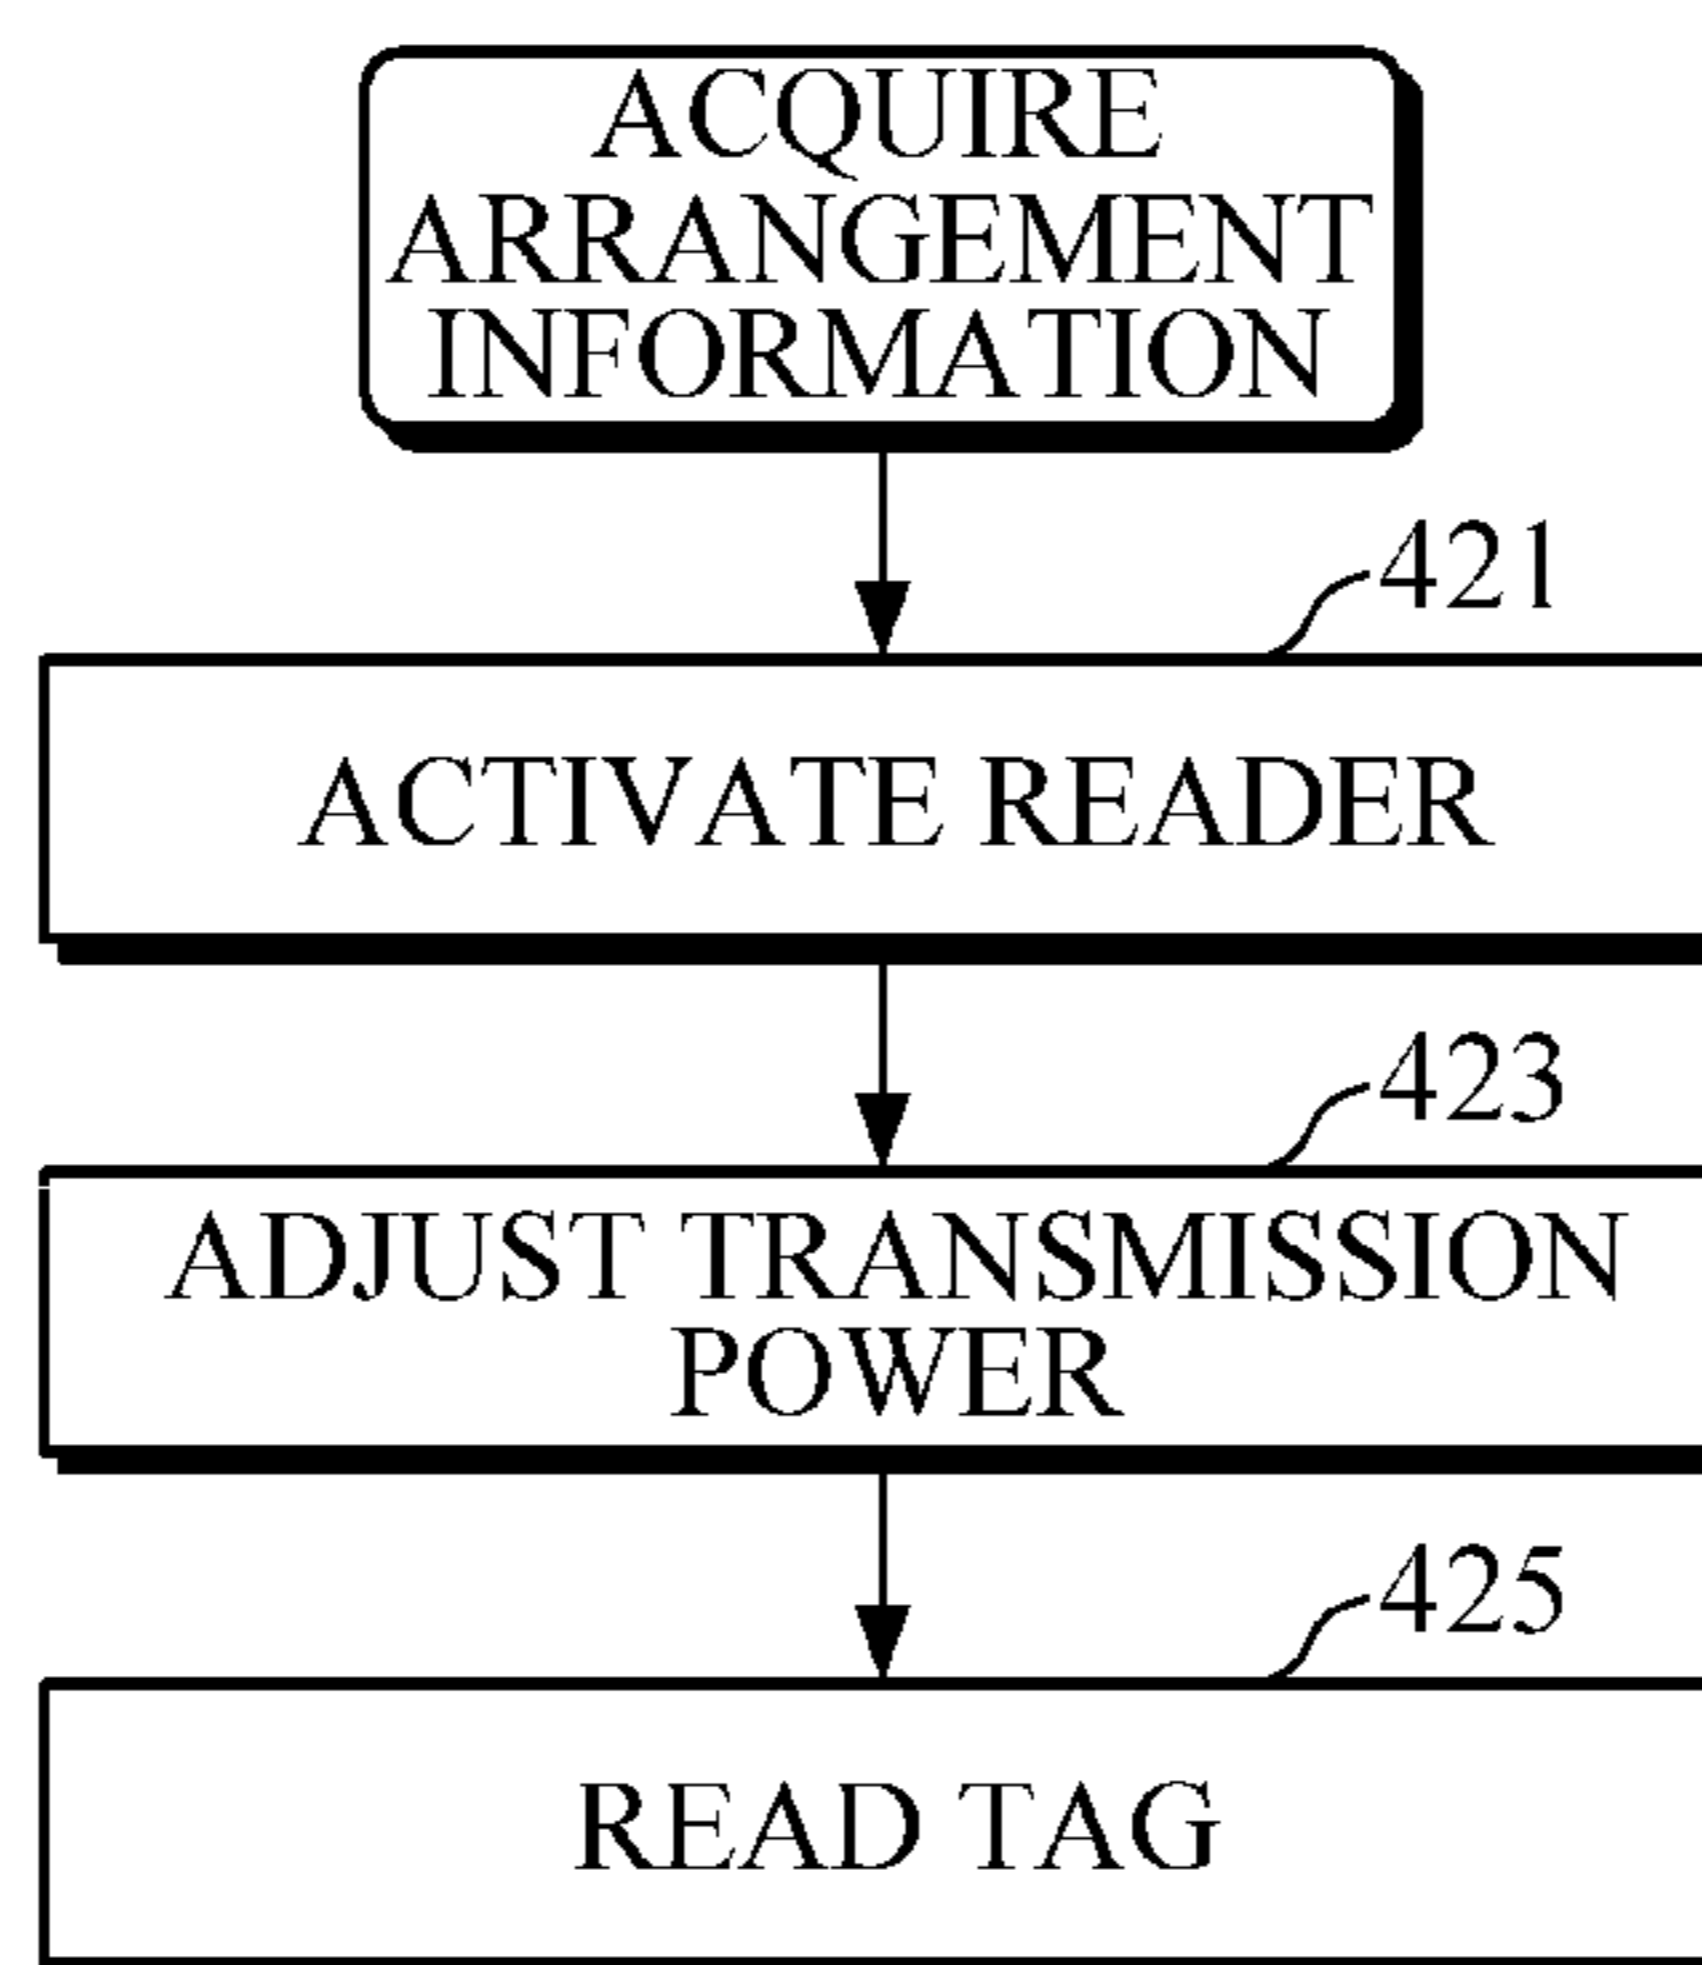 ACQUIRE
ARRANGEMENT
INFORMATION
421
ACTIVATE READER
423
ADJUST TRANSMISSION
POWER
425
READ TAG